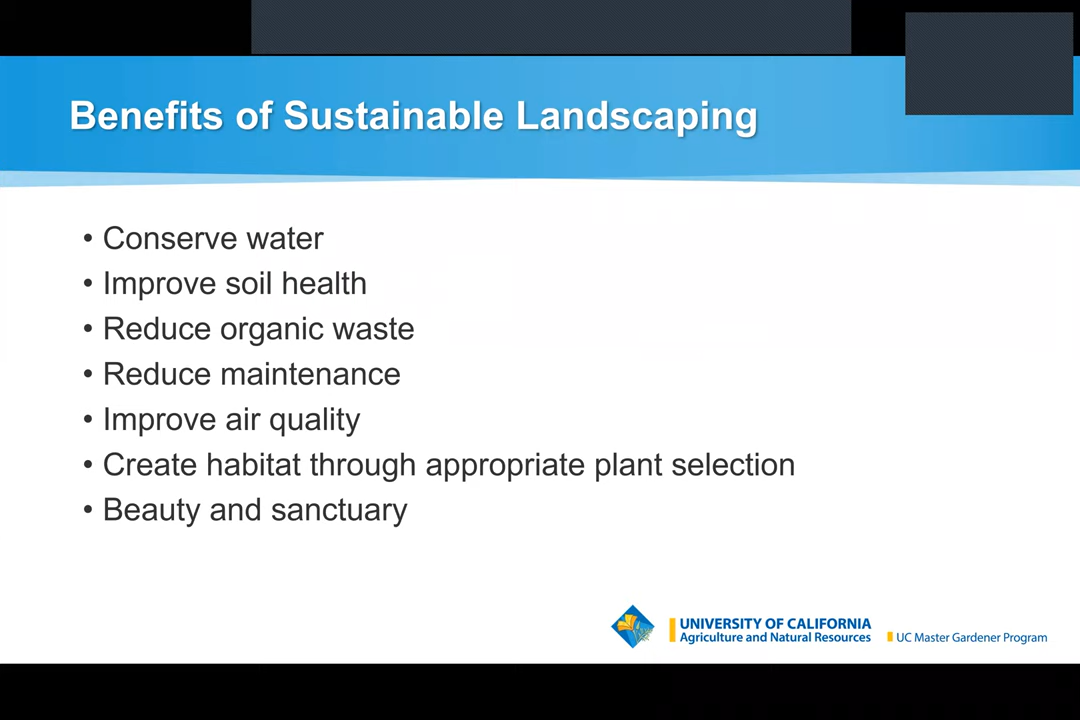 Benefits of Sustainable Landscaping
• Conserve water
• Improve soil health
• Reduce organic waste
• Reduce maintenance
• Improve air quality
• Create habitat through appropriate plant selection
• Beauty and sanctuary
UNIVERSITY OF CALIFORNIA
Agriculture and Natural Resources
UC Master Gardener Program